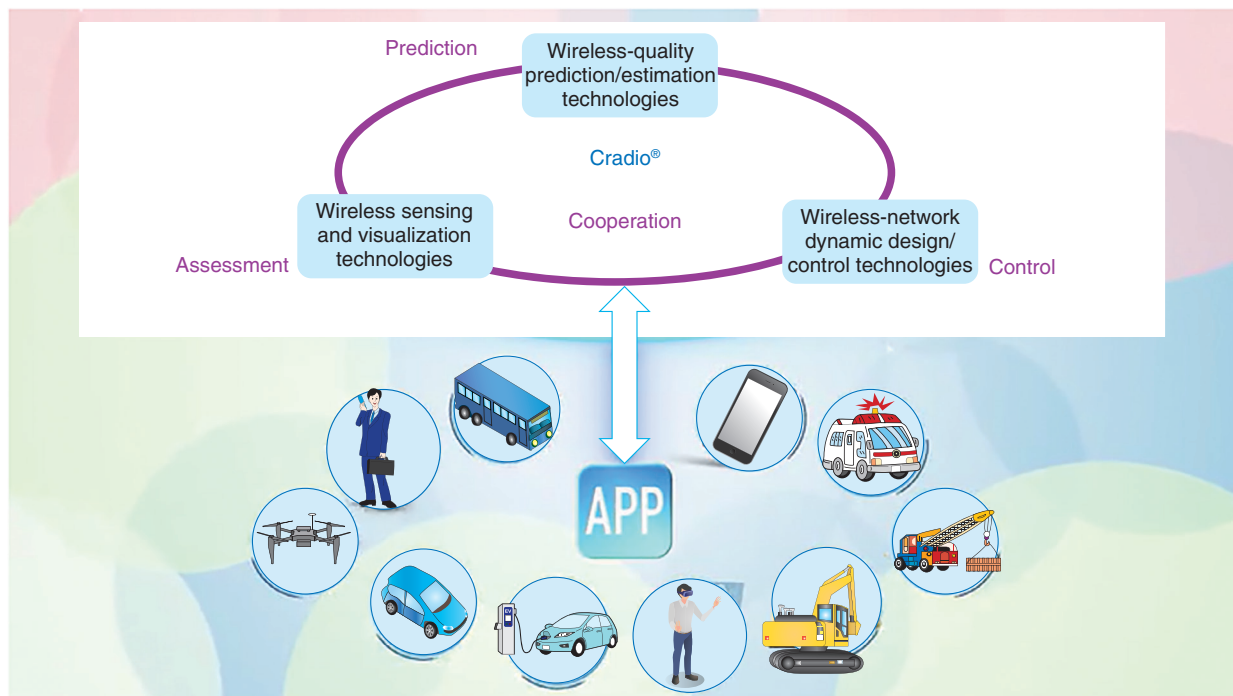 Prediction
Wireless-quality
prediction/estimation
technologies
Cradio®
Wireless sensing
and visualization
technologies
Cooperation
Wireless-network
dynamic design/
control technologies
Assessment
Control
APP
EV